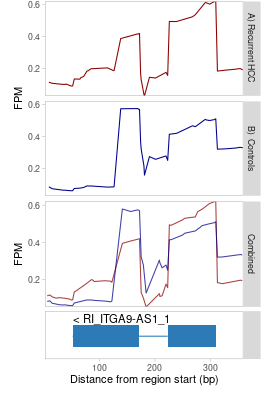 0.6
0.4
0.2
A) Recurrent HCC
FPM
0.6
0.4
0.2
B): Controls
0.6
0.4
0.2
FPM
Combined
< RI_ITGA9-AS1_1
100
200
300
Distance from region start (bp)